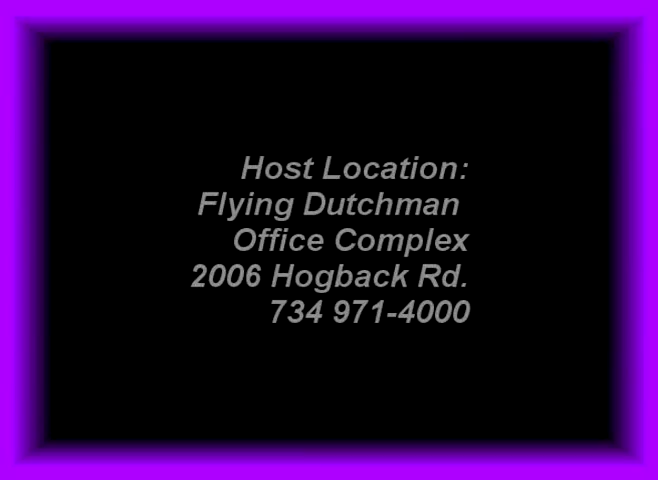 Host Location:
Flying Dutchman
Office Complex
2006 Hogback Rd.
734 971-4000